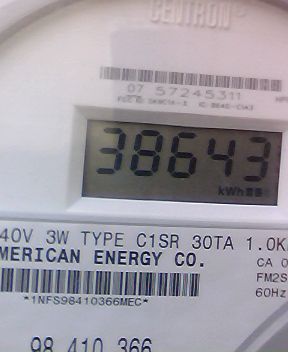 CENTRON®
07 57245311
38643
kWh
40V 3W TYPE C1SR 30TA 1.0K
MERICAN ENERGY CO.
CA 0
FM2S
60Hz
*1NFS98410366MEC*
98 410 366